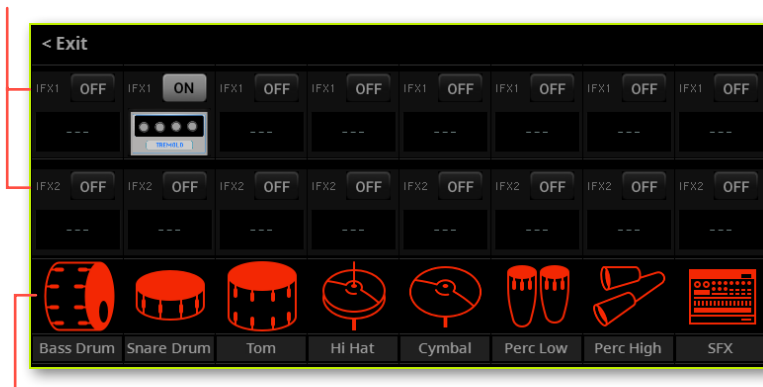 < Exit
IFX1 OFF IFX1 ON IFX1 OFF IFX1 OFF IFX1 OFF IFX1 OFF IFX1 OFF IFX1 OFF
--- TREMOLO --- --- --- --- --- ---
IFX2 OFF IFX2 OFF IFX2 OFF IFX2 OFF IFX2 OFF IFX2 OFF IFX2 OFF IFX2 OFF
--- --- --- --- --- --- --- ---
Bass Drum Snare Drum Tom Hi Hat Cymbal Perc Low Perc High SFX